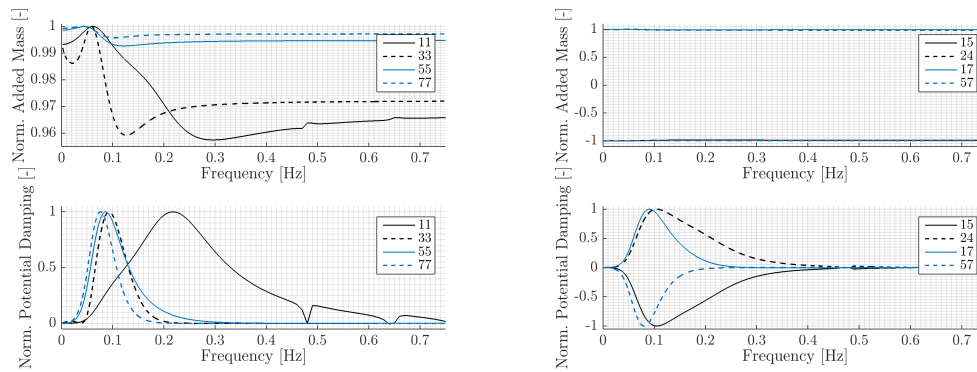 Norm. Added Mass [-]
1
0.99
0.98
0.97
0.96
11
33
55
77
0 0.1 0.2 0.3 0.4 0.5 0.6 0.7
Frequency [Hz]
Norm. Added Mass [-]
1
0.5
0
-0.5
-1
15
24
17
57
0 0.1 0.2 0.3 0.4 0.5 0.6 0.7
Frequency [Hz]
Norm. Potential Damping [-]
1
0.5
0
11
33
55
77
0 0.1 0.2 0.3 0.4 0.5 0.6 0.7
Frequency [Hz]
Norm. Potential Damping [-]
1
0.5
0
-0.5
-1
15
24
17
57
0 0.1 0.2 0.3 0.4 0.5 0.6 0.7
Frequency [Hz]